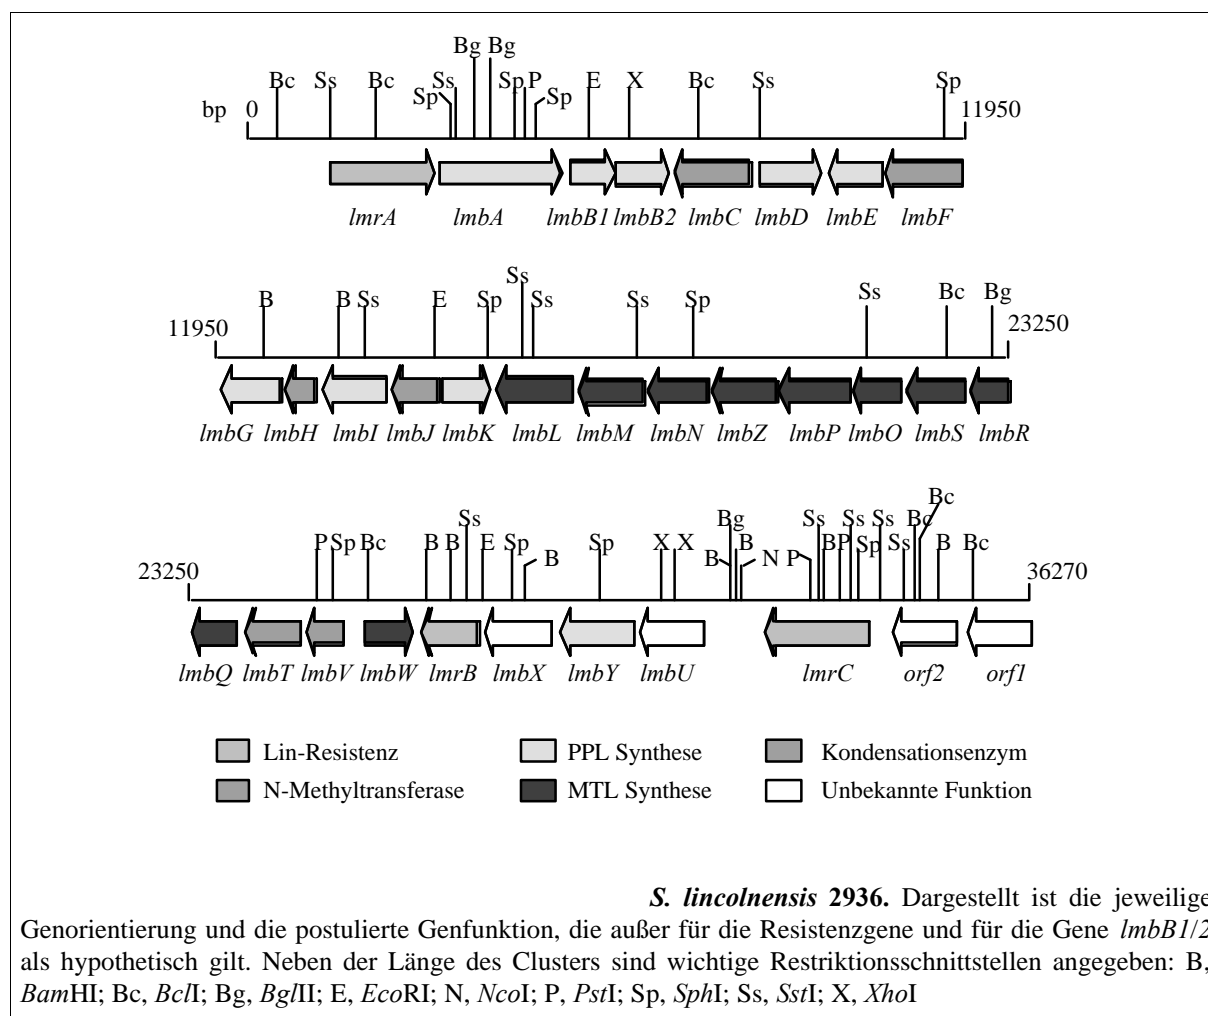 Bg Bg
Bc Ss Bc Ss Sp P E X Bc Ss Sp
Sp Sp
bp 0 11950
lmrA lmbA lmbB1 lmbB2 lmbC lmbD lmbE lmbF
Ss
B B Ss E Sp Ss Ss Sp Ss Bc Bg
11950 23250
lmbG lmbH lmbI lmbJ lmbK lmbL lmbM lmbN lmbZ lmbP lmbO lmbS lmbR
Bc
Ss Bg Ss Ss Ss Bc
P Sp Bc B B E Sp B Sp X X B B N P B P Sp Ss B Bc
23250 36270
lmbQ lmbT lmbV lmbW lmrB lmbX lmbY lmbU lmrC orf2 orf1
Lin-Resistenz PPL Synthese Kondensationsenzym
N-Methyltransferase MTL Synthese Unbekannte Funktion
S. lincolnensis 2936. Dargestellt ist die jeweilige
Genorientierung und die postulierte Genfunktion, die außer für die Resistenzgene und für die Gene lmbB1/2
als hypothetisch gilt. Neben der Länge des Clusters sind wichtige Restriktionsschnittstellen angegeben: B,
BamHI; Bc, BclI; Bg, BglII; E, EcoRI; N, NcoI; P, PstI; Sp, SphI; Ss, SstI; X, XhoI